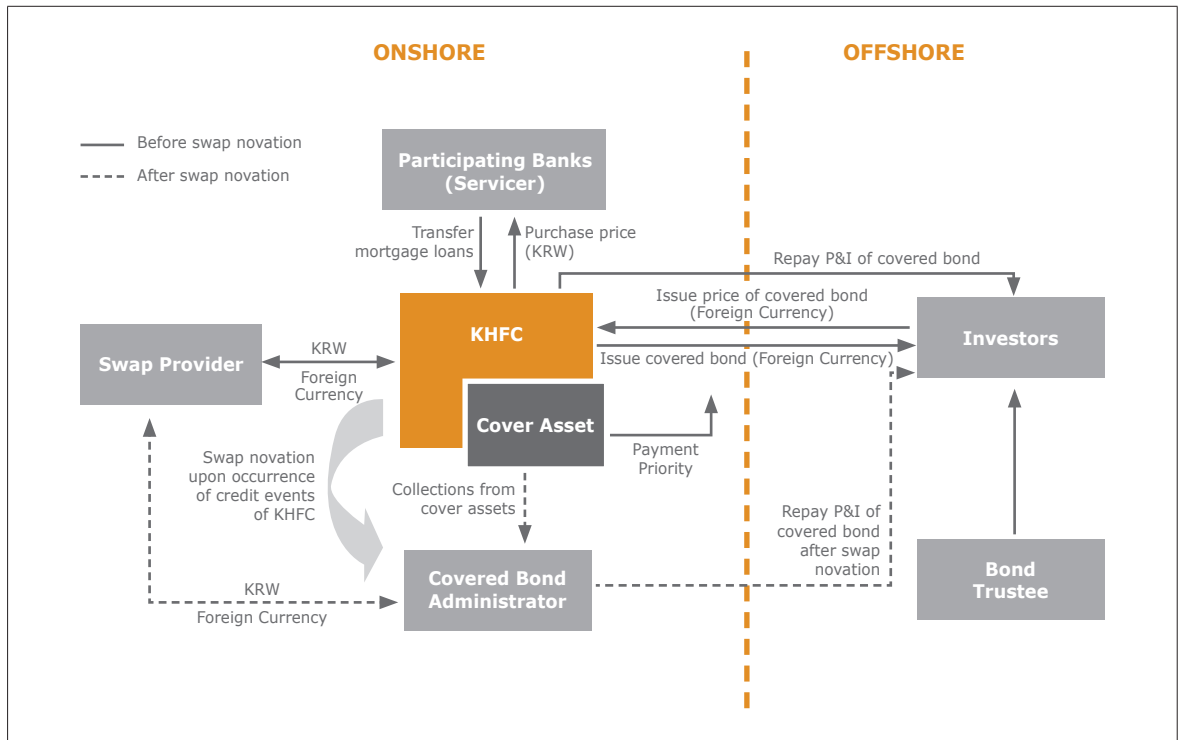 ONSHORE
OFFSHORE
Before swap novation
After swap novation
Participating Banks
(Servicer)
Transfer
mortgage loans
Purchase price
(KRW)
Repay P&I of covered bond
Issue price of covered bond
(Foreign Currency)
KHFC
Investors
Issue covered bond (Foreign Currency)
Swap Provider
KRW
Foreign
Currency
Cover Asset
Payment
Priority
Swap novation
upon occurrence
of credit events
of KHFC
Collections from
cover assets
Repay P&I of
covered bond
after swap
novation
Covered Bond
Administrator
Bond
Trustee
KRW
Foreign Currency